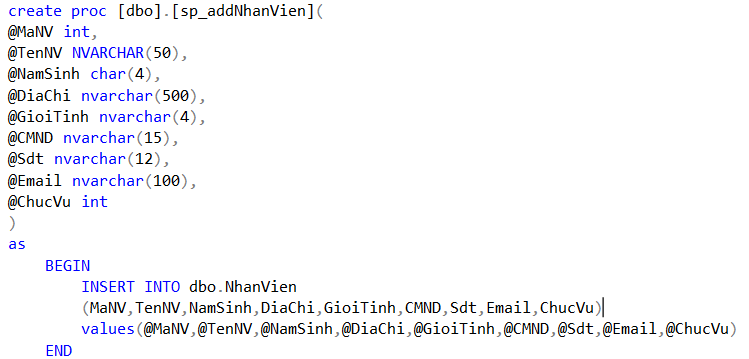 create proc [dbo].[sp_addNhanVien](
@MaNV int,
@TenNV NVARCHAR(50),
@NamSinh char(4),
@DiaChi nvarchar(500),
@GioiTinh nvarchar(4),
@CMND nvarchar(15),
@Sdt nvarchar(12),
@Email nvarchar(100),
@ChucVu int
)
as
    BEGIN
        INSERT INTO dbo.NhanVien
        (MaNV,TenNV,NamSinh,DiaChi,GioiTinh,CMND,Sdt,Email,ChucVu)
        values(@MaNV,@TenNV,@NamSinh,@DiaChi,@GioiTinh,@CMND,@Sdt,@Email,@ChucVu)
    END